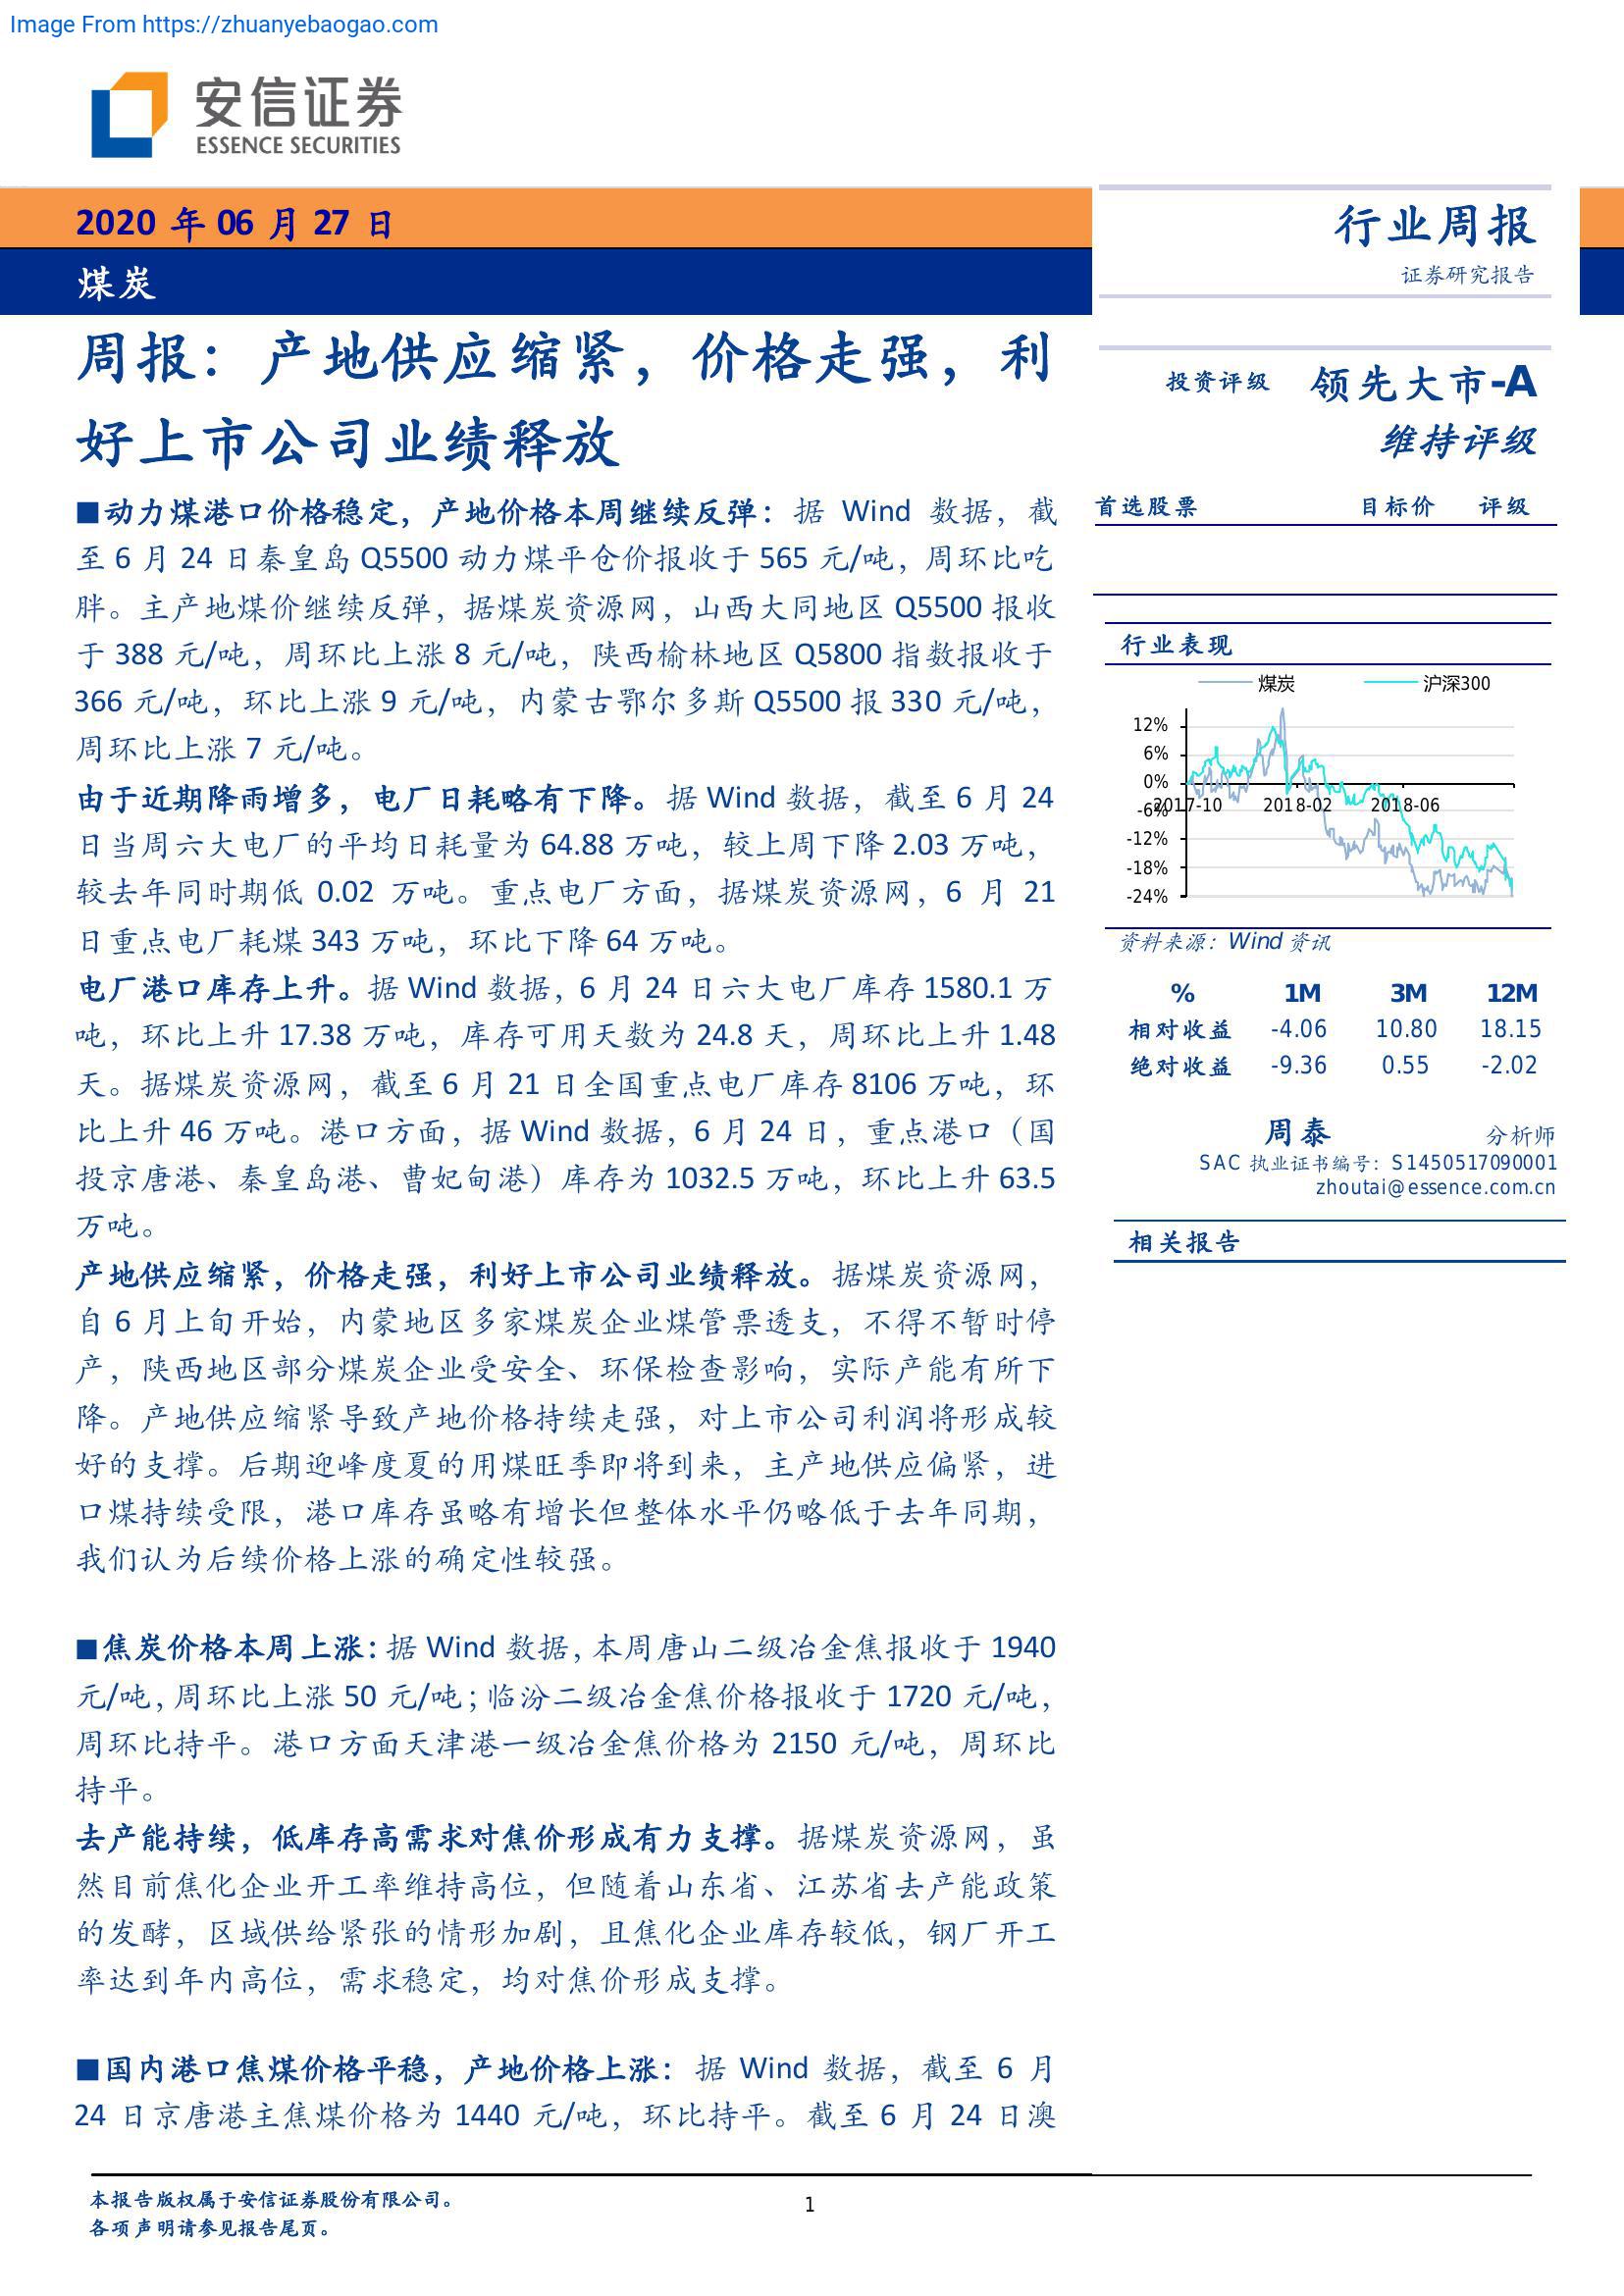 Image From https://zhuanyebaogao.com
安信证券
ESSENCE SECURITIES
2020 年 06 月 27 日
煤炭
行业周报
证券研究报告
周报：产地供应缩紧，价格走强，利
好上市公司业绩释放
■动力煤港口价格稳定，产地价格本周继续反弹：据 Wind 数据，截
至 6 月 24 日秦皇岛 Q5500 动力煤平仓价报收于 565 元/吨，周环比吃
胖。主产地煤价继续反弹，据煤炭资源网，山西大同地区 Q5500 报收
于 388 元/吨，周环比上涨 8 元/吨，陕西榆林地区 Q5800 指数报收于
366 元/吨，环比上涨 9 元/吨，内蒙古鄂尔多斯 Q5500 报 330 元/吨，
周环比上涨 7 元/吨。
由于近期降雨增多，电厂日耗略有下降。据 Wind 数据，截至 6 月 24
日当周六大电厂的平均日耗量为 64.88 万吨，较上周下降 2.03 万吨，
较去年同时期低 0.02 万吨。重点电厂方面，据煤炭资源网，6 月 21
日重点电厂耗煤 343 万吨，环比下降 64 万吨。
电厂港口库存上升。据 Wind 数据，6 月 24 日六大电厂库存 1580.1 万
吨，环比上升 17.38 万吨，库存可用天数为 24.8 天，周环比上升 1.48
天。据煤炭资源网，截至 6 月 21 日全国重点电厂库存 8106 万吨，环
比上升 46 万吨。港口方面，据 Wind 数据，6 月 24 日，重点港口（国
投京唐港、秦皇岛港、曹妃甸港）库存为 1032.5 万吨，环比上升 63.5
万吨。
产地供应缩紧，价格走强，利好上市公司业绩释放。据煤炭资源网，
自 6 月上旬开始，内蒙地区多家煤炭企业煤管票透支，不得不暂时停
产，陕西地区部分煤炭企业受安全、环保检查影响，实际产能有所下
降。产地供应缩紧导致产地价格持续走强，对上市公司利润将形成较
好的支撑。后期迎峰度夏的用煤旺季即将到来，主产地供应偏紧，进
口煤持续受限，港口库存虽略有增长但整体水平仍略低于去年同期，
我们认为后续价格上涨的确定性较强。
■焦炭价格本周上涨：据 Wind 数据，本周唐山二级冶金焦报收于 1940
元/吨，周环比上涨 50 元/吨；临汾二级冶金焦价格报收于 1720 元/吨，
周环比持平。港口方面天津港一级冶金焦价格为 2150 元/吨，周环比
持平。
去产能持续，低库存高需求对焦价形成有力支撑。据煤炭资源网，虽
然目前焦化企业开工率维持高位，但随着山东省、江苏省去产能政策
的发酵，区域供给紧张的情形加剧，且焦化企业库存较低，钢厂开工
率达到年内高位，需求稳定，均对焦价形成支撑。
■国内港口焦煤价格平稳，产地价格上涨：据 Wind 数据，截至 6 月
24 日京唐港主焦煤价格为 1440 元/吨，环比持平。截至 6 月 24 日澳
投资评级 领先大市-A
维持评级
首选股票 目标价 评级
行业表现
煤炭 沪深300
12%
6%
0%
-6%
-12%
-18%
-24%
2017-10 2018-02 2018-06
资料来源：Wind 资讯
% 1M 3M 12M
相对收益 -4.06 10.80 18.15
绝对收益 -9.36 0.55 -2.02
周泰 分析师
SAC 执业证书编号：S1450517090001
zhoutai@essence.com.cn
相关报告
本报告版权属于安信证券股份有限公司。
各项声明请参见报告尾页。
1